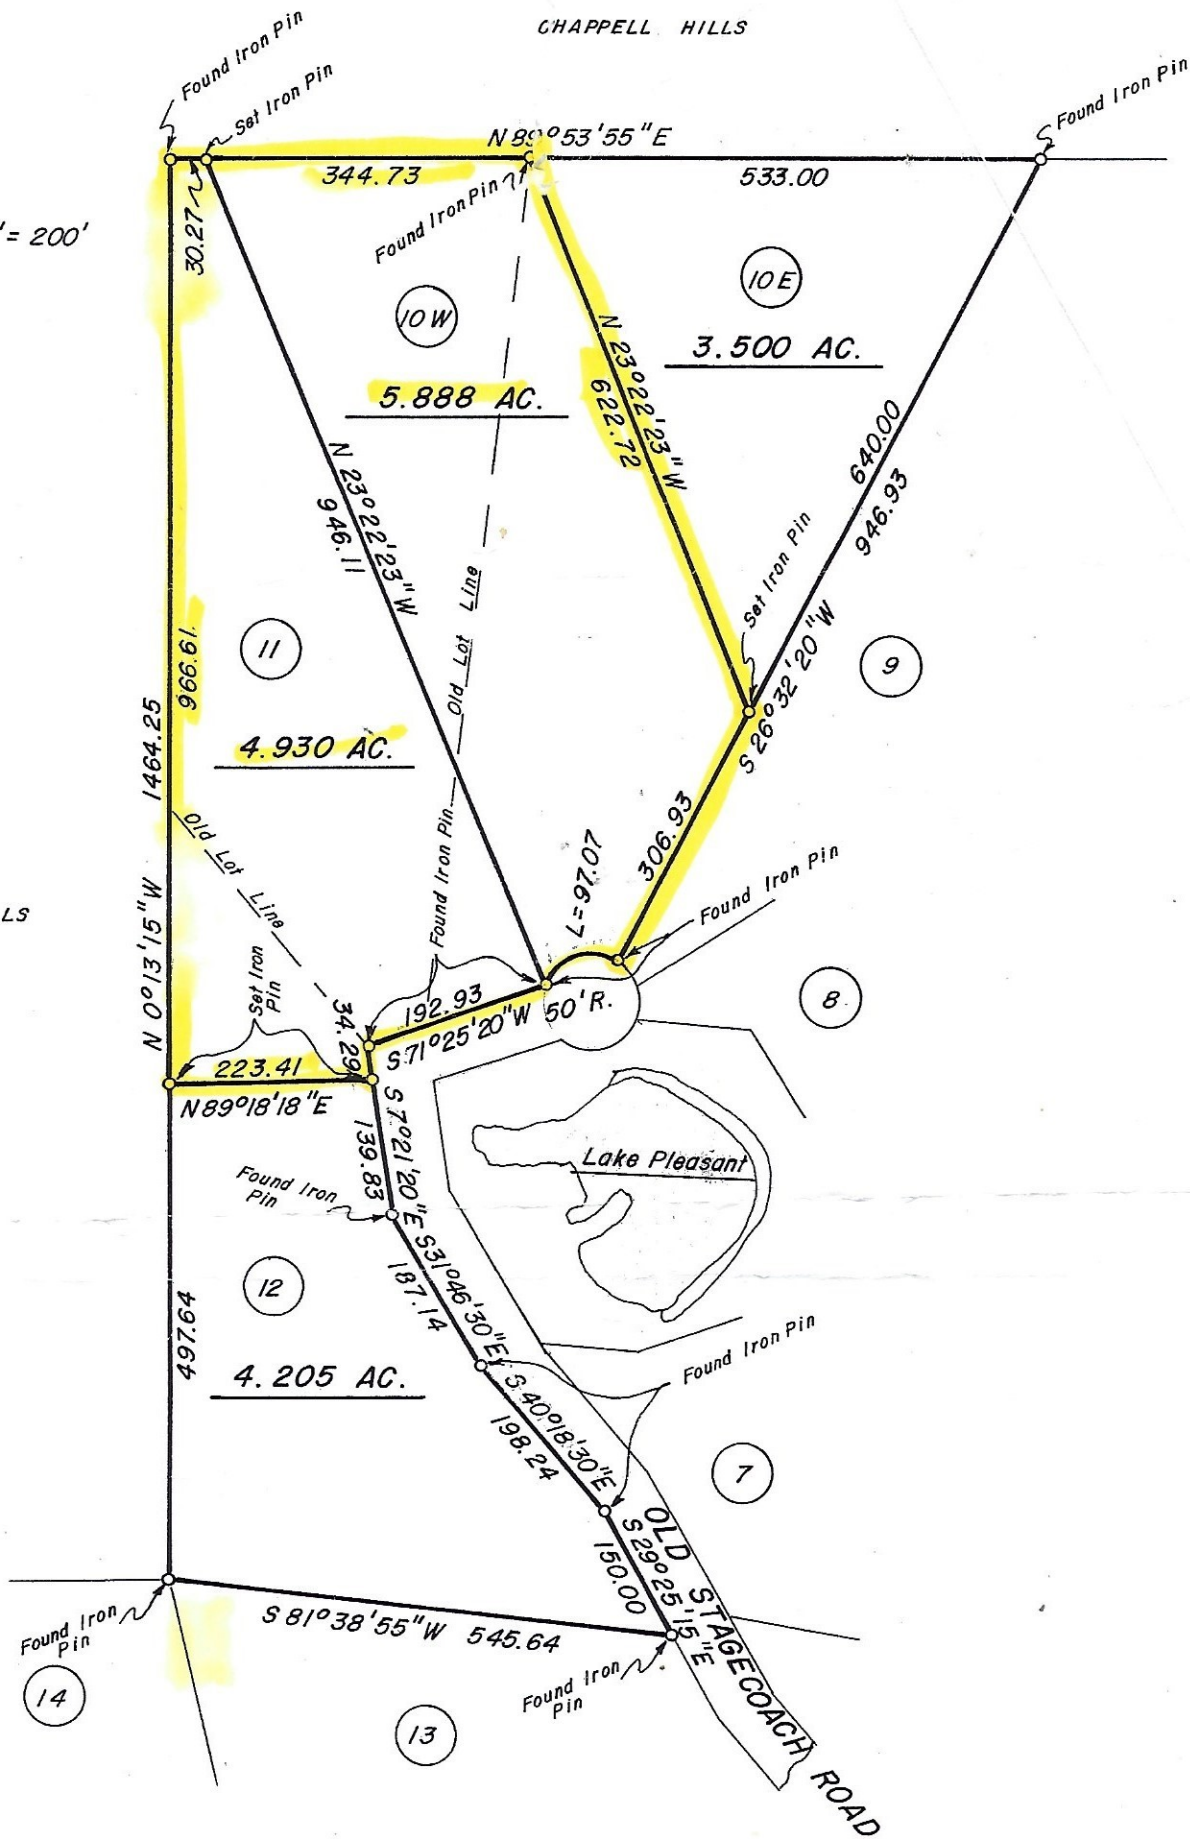 CHAPPELL HILLS
Found Iron Pin
Set Iron Pin
Found Iron Pin
N 89°53'55"E
344.73
533.00
30.27
Found Iron Pin
= 200'
10 W
10 E
5.888 AC.
3.500 AC.
N 23°22'23"W
622.72
640.00
946.93
N 23°22'23"W
946.11
Old Lot Line
Set Iron Pin
S 26°32'20"W
11
9
966.61
1464.25
4.930 AC.
Old Lot Line
306.93
L=97.07
Found Iron Pin
Found Iron Pin
LS
N 0°13'15"W
Set Iron
Pin
34.29
192.93
S 71°25'20"W
50'R.
8
223.41
N 89°18'18"E
S 7°21'20"E
139.83
Lake Pleasant
Found Iron
Pin
12
S 31°46'30"E
187.14
497.64
4.205 AC.
Found Iron Pin
S 40°18'30"E
198.24
7
S 29°25'15"E
150.00
OLD STAGECOACH ROAD
S 81°38'55"W 545.64
Found Iron
Pin
Found Iron
Pin
14
13